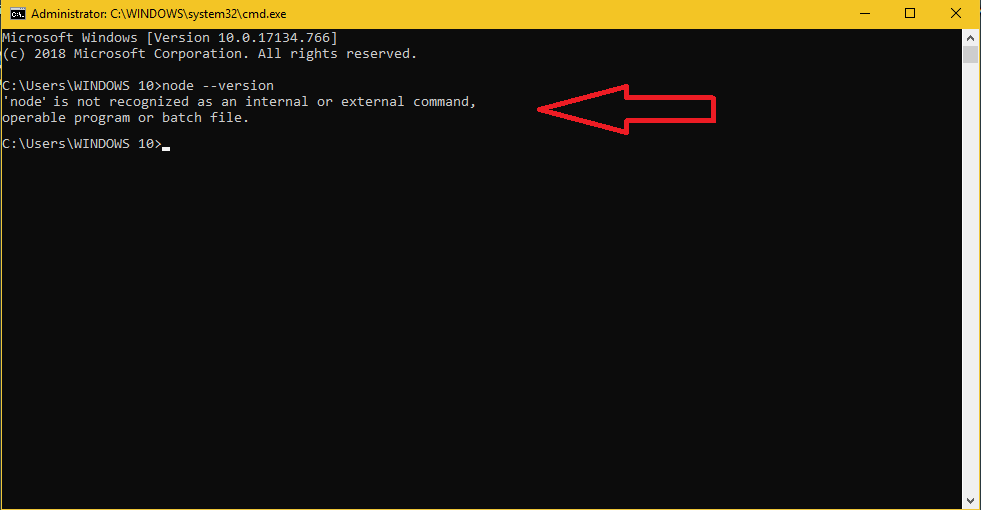 Administrator: C:\WINDOWS\system32\cmd.exe
Microsoft Windows [Version 10.0.17134.766]
(c) 2018 Microsoft Corporation. All rights reserved.
C:\Users\WINDOWS 10>node --version
'node' is not recognized as an internal or external command,
operable program or batch file.
C:\Users\WINDOWS 10>